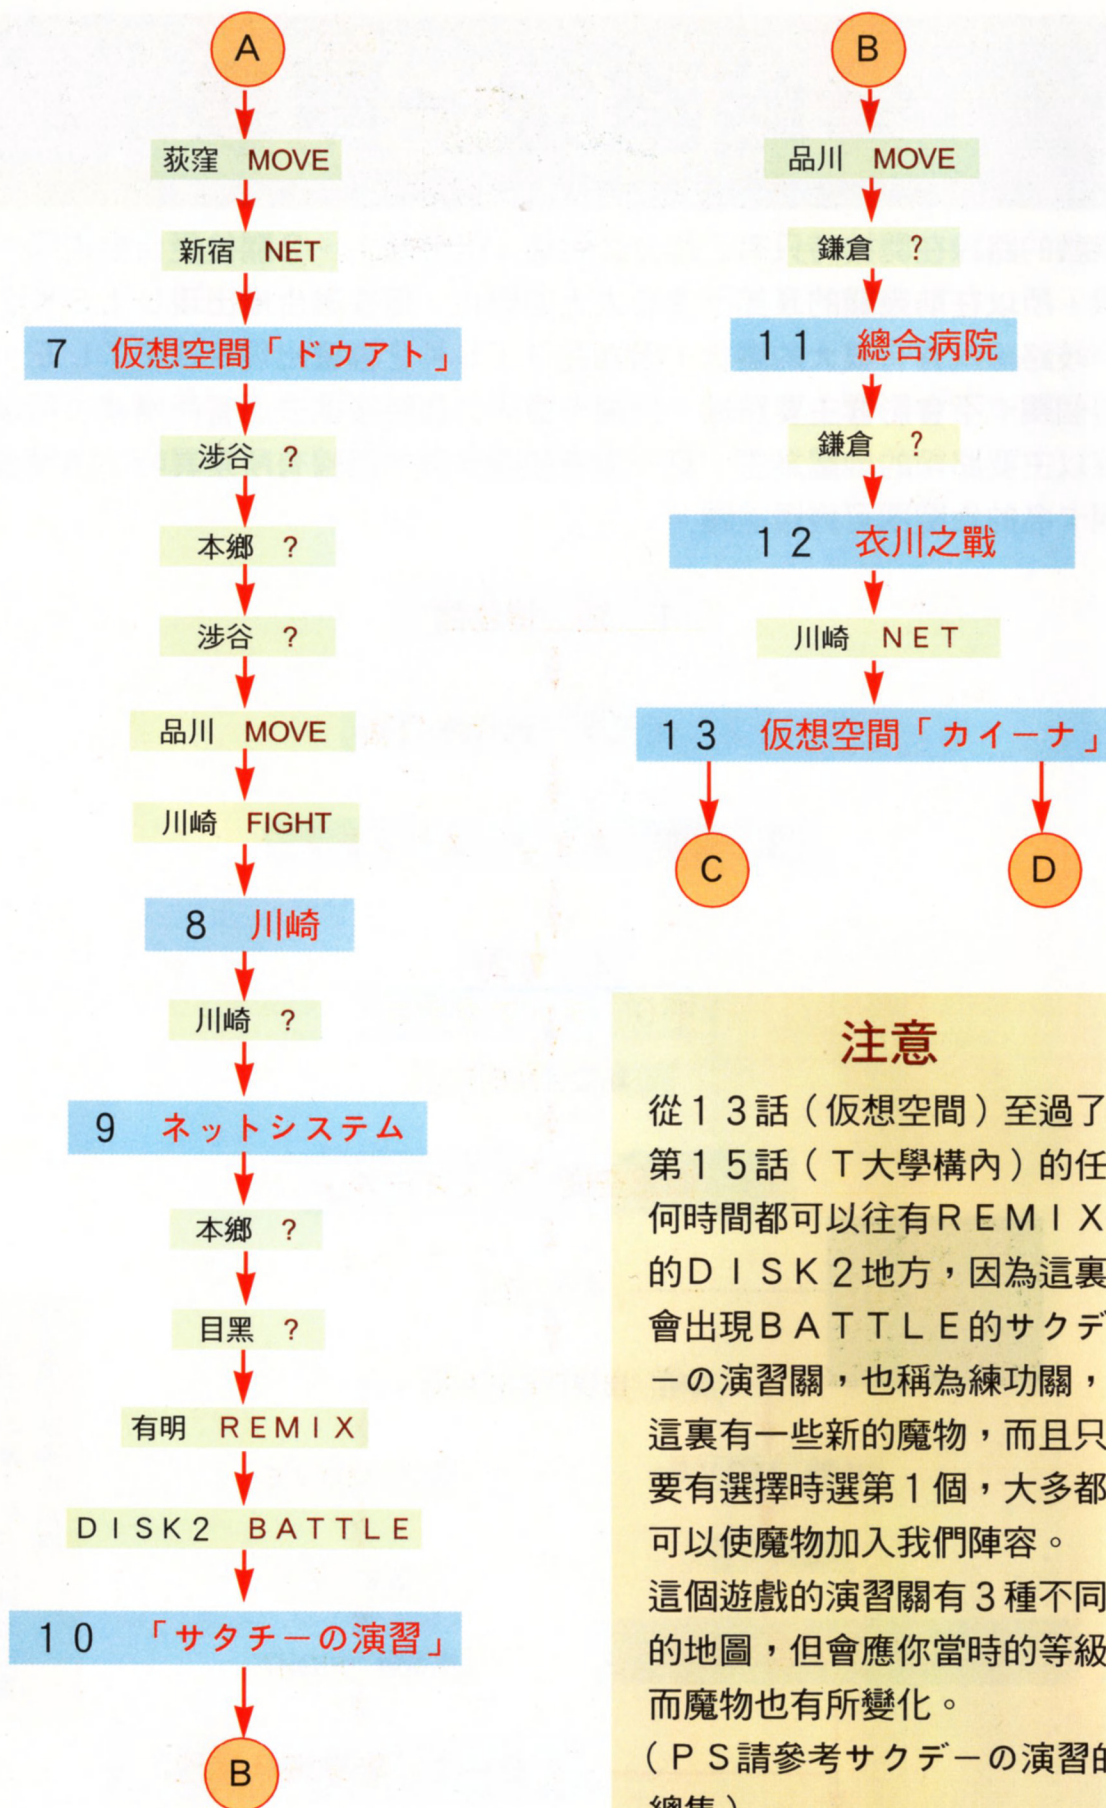 A
荻窪 MOVE
新宿 NET
7 仮想空間「ドゥアト」
涉谷 ?
本鄉 ?
涉谷 ?
品川 MOVE
川崎 FIGHT
8 川崎
川崎 ?
9 ネットシステム
本鄉 ?
目黑 ?
有明 REMIX
DISK2 BATTLE
10 「サタチーの演習」
B
B
品川 MOVE
鎌倉 ?
11 總合病院
鎌倉 ?
12 衣川之戰
川崎 NET
13 仮想空間「カイーナ」
C D
注意
從13話（仮想空間）至過了
第15話（T大學構內）的任
何時間都可以往有REMIX
的DISK2地方，因為這裏
會出現BATTLE的サクデ
ーの演習關，也稱為練功關，
這裏有一些新的魔物，而且只
要有選擇時選第1個，大多都
可以使魔物加入我們陣容。
這個遊戲的演習關有3種不同
的地圖，但會應你當時的等級
而魔物也有所變化。
（PS請參考サクデーの演習的
總集）